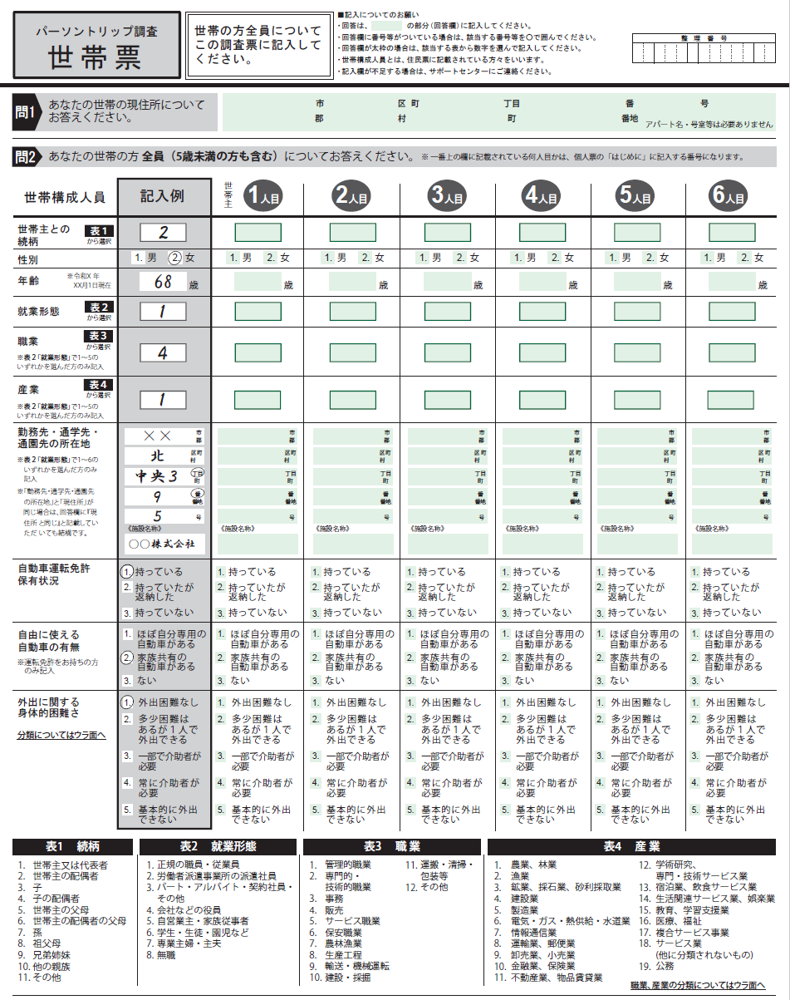 パーソントリップ調査
世帯票
世帯の方全員について
この調査票に記入して
ください。
■記入についてのお願い
・回答は、 の部分(回答欄)に記入してください。
・回答欄に番号等がついている場合は、該当する番号等を○で囲んでください。
・回答欄が太枠の場合は、該当する表から数字を選んで記入してください。
・世帯構成人員とは、住民票に記載されている方々をいいます。
・記入欄が不足する場合は、サポートセンターにご連絡ください。
整理番号
問1 あなたの世帯の現住所について
お答えください。
市 区 町 丁目 番 号
郡 村 町 番地 アパート名・号室等は必要ありません
問2 あなたの世帯の方 全員(5歳未満の方も含む)についてお答えください。 ※ 一番上の欄に記載されている何人目かは、個人票の「はじめに」に記入する番号になります。
世帯構成人員 記入例 世帯主 1人目 2人目 3人目 4人目 5人目 6人目
世帯主との
続柄
表1
から選択
2
性別 1. 男 2. 女 1. 男 2. 女 1. 男 2. 女 1. 男 2. 女 1. 男 2. 女 1. 男 2. 女 1. 男 2. 女
年齢 ※令和X 年
XX月1日現在
68 歳 歳 歳 歳 歳 歳 歳
就業形態 表2
から選択
1
職業 表3
から選択
※表2「就業形態」で1~5の
いずれかを選んだ方のみ記入
4
産業 表4
から選択
※表2「就業形態」で1~5の
いずれかを選んだ方のみ記入
1
勤務先・通学先・
通園先の所在地
※表2「就業形態」で1~6の
いずれかを選んだ方のみ
記入
※「勤務先・通学先・通園先
の所在地」と「現住所」が
同じ場合は、回答欄に『現
住所 と同じ』と記載してい
ただ いても結構です。
×× 市 市 市 市 市 市 市
郡 郡 郡 郡 郡 郡 郡
北 区町 区町 区町 区町 区町 区町 区町
村 村 村 村 村 村 村
中央3 丁目 丁目 丁目 丁目 丁目 丁目 丁目
町 町 町 町 町 町 町
9 番 番 番 番 番 番 番
番地 番地 番地 番地 番地 番地 番地
5 号 号 号 号 号 号 号
《施設名称》 《施設名称》 《施設名称》 《施設名称》 《施設名称》 《施設名称》 《施設名称》
○○株式会社
自動車運転免許
保有状況
1. 持っている 1. 持っている 1. 持っている 1. 持っている 1. 持っている 1. 持っている 1. 持っている
2. 持っていたが 2. 持っていたが 2. 持っていたが 2. 持っていたが 2. 持っていたが 2. 持っていたが 2. 持っていたが
返納した 返納した 返納した 返納した 返納した 返納した 返納した
3. 持っていない 3. 持っていない 3. 持っていない 3. 持っていない 3. 持っていない 3. 持っていない 3. 持っていない
自由に使える
自動車の有無
※運転免許をお持ちの方
のみ記入
1. ほぼ自分専用の 1. ほぼ自分専用の 1. ほぼ自分専用の 1. ほぼ自分専用の 1. ほぼ自分専用の 1. ほぼ自分専用の 1. ほぼ自分専用の
自動車がある 自動車がある 自動車がある 自動車がある 自動車がある 自動車がある 自動車がある
2. 家族共有の 2. 家族共有の 2. 家族共有の 2. 家族共有の 2. 家族共有の 2. 家族共有の 2. 家族共有の
自動車がある 自動車がある 自動車がある 自動車がある 自動車がある 自動車がある 自動車がある
3. ない 3. ない 3. ない 3. ない 3. ない 3. ない 3. ない
外出に関する
身体的困難さ
分類についてはウラ面へ
1. 外出困難なし 1. 外出困難なし 1. 外出困難なし 1. 外出困難なし 1. 外出困難なし 1. 外出困難なし 1. 外出困難なし
2. 多少困難は 2. 多少困難は 2. 多少困難は 2. 多少困難は 2. 多少困難は 2. 多少困難は 2. 多少困難は
あるが1人で あるが1人で あるが1人で あるが1人で あるが1人で あるが1人で あるが1人で
外出できる 外出できる 外出できる 外出できる 外出できる 外出できる 外出できる
3. 一部で介助者が 3. 一部で介助者が 3. 一部で介助者が 3. 一部で介助者が 3. 一部で介助者が 3. 一部で介助者が 3. 一部で介助者が
必要 必要 必要 必要 必要 必要 必要
4. 常に介助者が 4. 常に介助者が 4. 常に介助者が 4. 常に介助者が 4. 常に介助者が 4. 常に介助者が 4. 常に介助者が
必要 必要 必要 必要 必要 必要 必要
5. 基本的に外出 5. 基本的に外出 5. 基本的に外出 5. 基本的に外出 5. 基本的に外出 5. 基本的に外出 5. 基本的に外出
できない できない できない できない できない できない できない
表1 続柄
1. 世帯主又は代表者
2. 世帯主の配偶者
3. 子
4. 子の配偶者
5. 世帯主の父母
6. 世帯主の配偶者の父母
7. 孫
8. 祖父母
9. 兄弟姉妹
10. 他の親族
11. その他
表2 就業形態
1. 正規の職員・従業員
2. 労働者派遣事業所の派遣社員
3. パート・アルバイト・契約社員・
その他
4. 会社などの役員
5. 自営業主・家族従事者
6. 学生・生徒・園児など
7. 専業主婦・主夫
8. 無職
表3 職業
1. 管理的職業
2. 専門的・
技術的職業
3. 事務
4. 販売
5. サービス職業
6. 保安職業
7. 農林漁業
8. 生産工程
9. 輸送・機械運転
10. 建設・採掘
11. 運搬・清掃・
包装等
12. その他
表4 産業
1. 農業、林業
2. 漁業
3. 鉱業、採石業、砂利採取業
4. 建設業
5. 製造業
6. 電気・ガス・熱供給・水道業
7. 情報通信業
8. 運輸業、郵便業
9. 卸売業、小売業
10. 金融業、保険業
11. 不動産業、物品賃貸業
12. 学術研究、
専門・技術サービス業
13. 宿泊業、飲食サービス業
14. 生活関連サービス業、娯楽業
15. 教育、学習支援業
16. 医療、福祉
17. 複合サービス事業
18. サービス業
(他に分類されないもの)
19. 公務
職業、産業の分類についてはウラ面へ